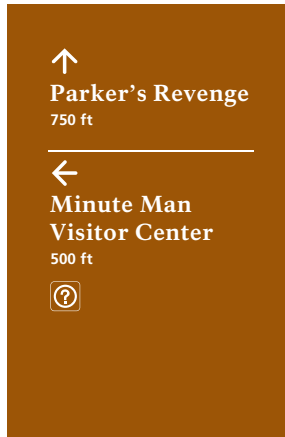 Parker’s Revenge
750 ft
Minute Man
Visitor Center
500 ft
?